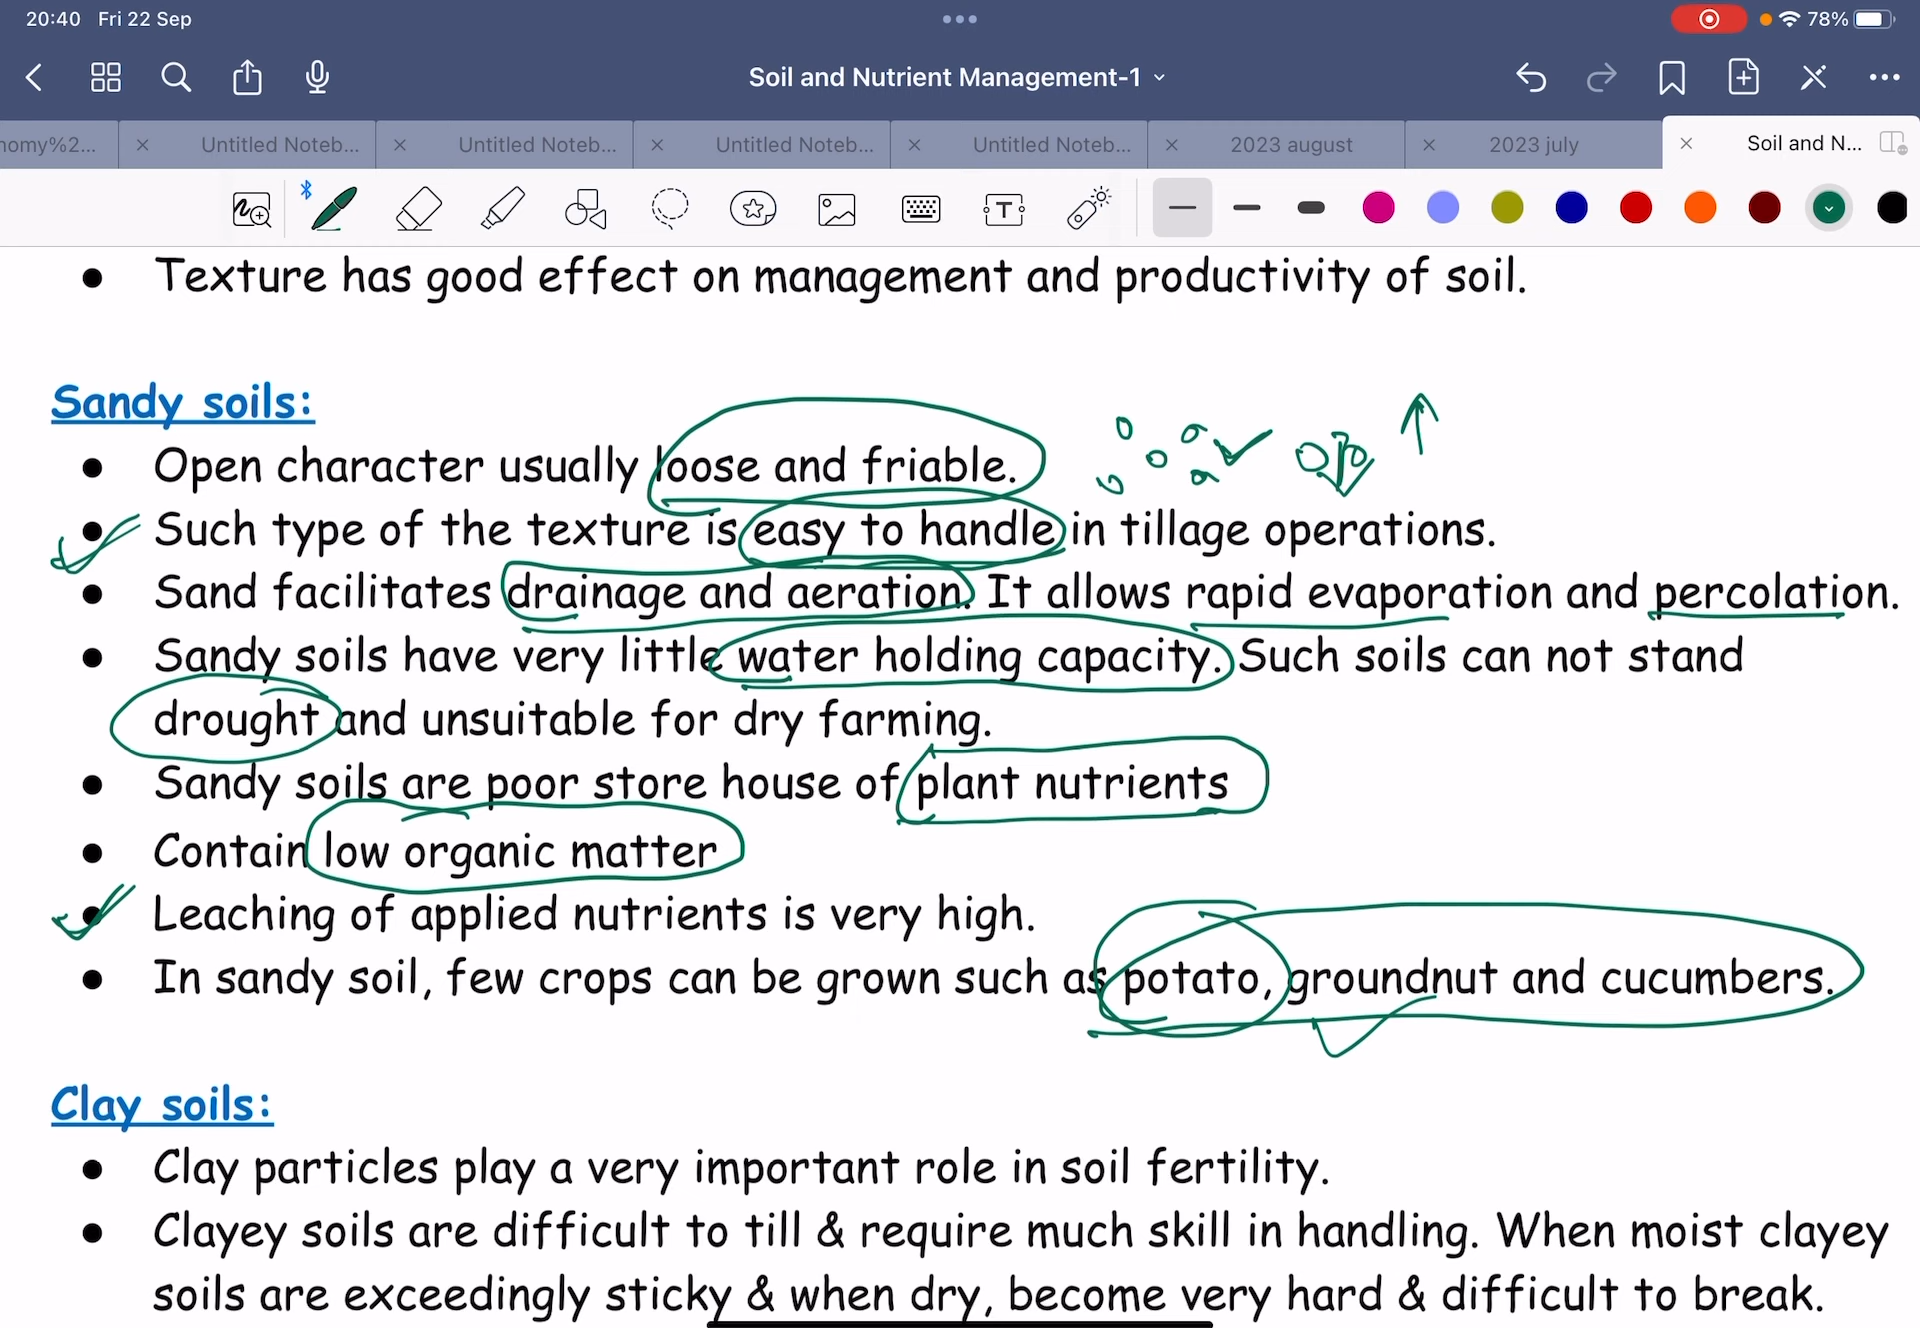 20:40 Fri 22 Sep 78%
Soil and Nutrient Management-1
nomy%2... Untitled Noteb... Untitled Noteb... Untitled Noteb... Untitled Noteb... 2023 august 2023 july Soil and N...
• Texture has good effect on management and productivity of soil.
Sandy soils:
• Open character usually loose and friable.
• Such type of the texture is easy to handle in tillage operations.
• Sand facilitates drainage and aeration. It allows rapid evaporation and percolation.
• Sandy soils have very little water holding capacity. Such soils can not stand
drought and unsuitable for dry farming.
• Sandy soils are poor store house of plant nutrients
• Contain low organic matter
• Leaching of applied nutrients is very high.
• In sandy soil, few crops can be grown such as potato, groundnut and cucumbers.
Clay soils:
• Clay particles play a very important role in soil fertility.
• Clayey soils are difficult to till & require much skill in handling. When moist clayey
soils are exceedingly sticky & when dry, become very hard & difficult to break.